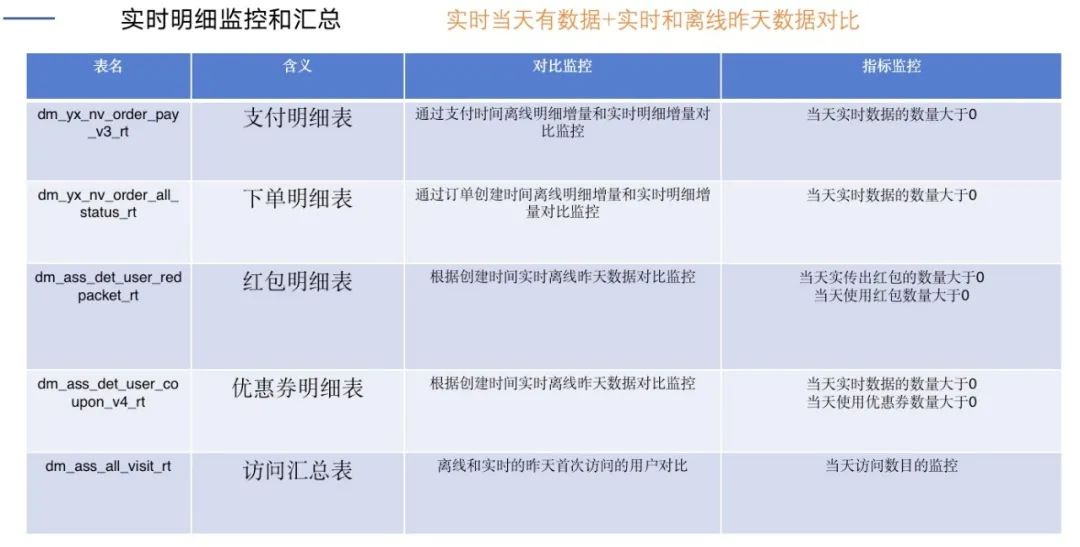 实时明细监控和汇总
实时当天有数据+实时和离线昨天数据对比
表名
含义
对比监控
指标监控
dm_yx_nv_order_pay
_v3_rt
支付明细表
通过支付时间离线明细增量和实时明细增量对
比监控
当天实时数据的数量大于0
dm_yx_nv_order_all_
status_rt
下单明细表
通过订单创建时间离线明细增量和实时明细增
量对比监控
当天实时数据的数量大于0
dm_ass_det_user_red
packet_rt
红包明细表
根据创建时间实时离线昨天数据对比监控
当天实传出红包的数量大于0
当天使用红包数量大于0
dm_ass_det_user_co
upon_v4_rt
优惠券明细表
根据创建时间实时离线昨天数据对比监控
当天实时数据的数量大于0
当天使用优惠券数量大于0
dm_ass_all_visit_rt
访问汇总表
离线和实时的昨天首次访问的用户对比
当天访问数目的监控